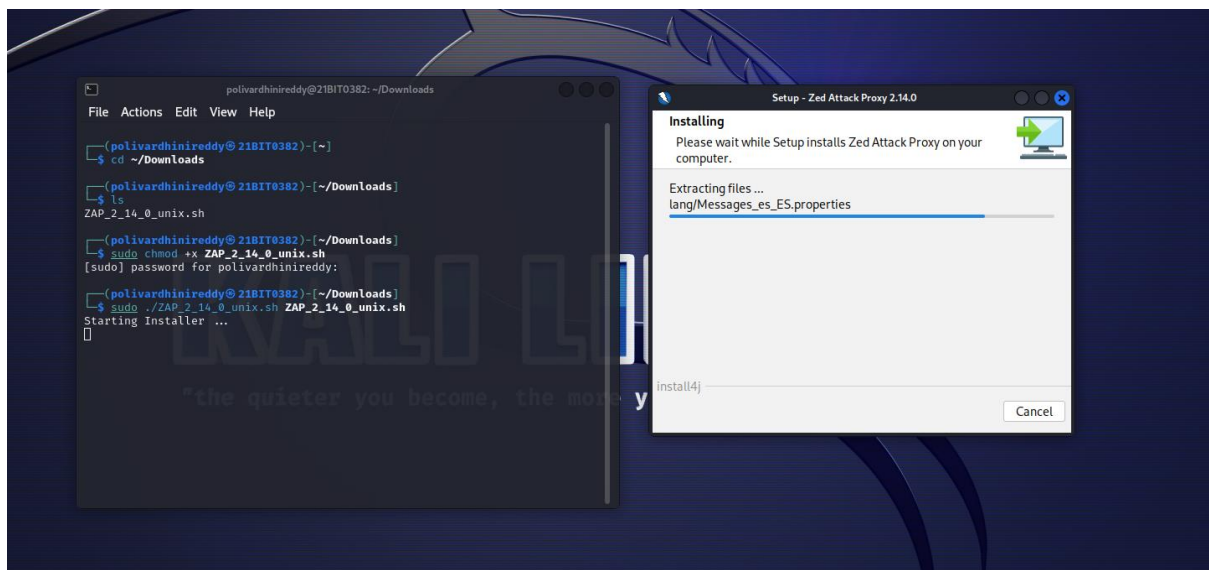 polivardhinireddy@21BIT0382: ~/Downloads
File Actions Edit View Help
(polivardhinireddy㉿21BIT0382)-[~]
$ cd ~/Downloads
(polivardhinireddy㉿21BIT0382)-[~/Downloads]
$ ls
ZAP_2_14_0_unix.sh
(polivardhinireddy㉿21BIT0382)-[~/Downloads]
$ sudo chmod +x ZAP_2_14_0_unix.sh
[sudo] password for polivardhinireddy:
(polivardhinireddy㉿21BIT0382)-[~/Downloads]
$ sudo ./ZAP_2_14_0_unix.sh ZAP_2_14_0_unix.sh
Starting Installer ...
KALI LI
"the quieter you become, the more y
Setup - Zed Attack Proxy 2.14.0
Installing
Please wait while Setup installs Zed Attack Proxy on your
computer.
Extracting files ...
lang/Messages_es_ES.properties
install4j
Cancel